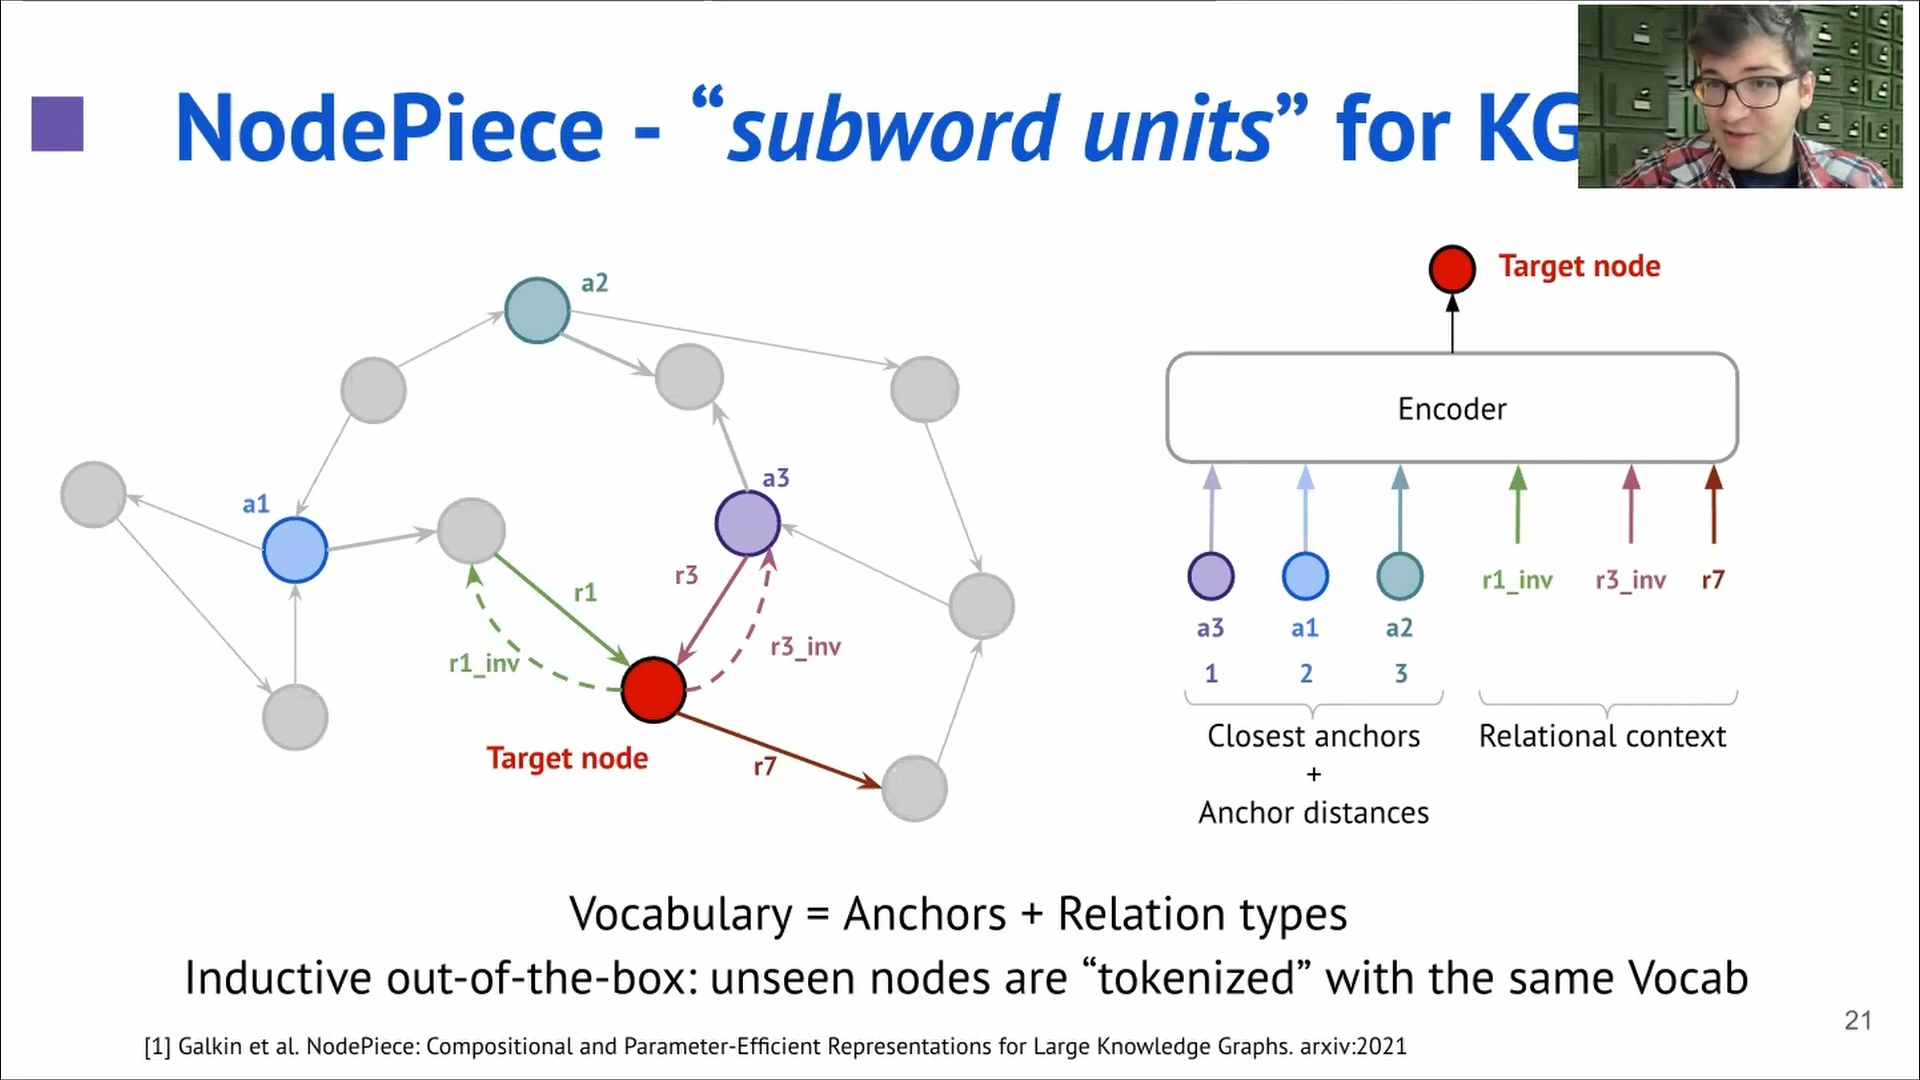 NodePiece - “subword units” for KG
a2
a1
a3
r1
r3
r1_inv
r3_inv
Target node
r7
Target node
Encoder
r1_inv r3_inv r7
a3 a1 a2
1 2 3
Closest anchors
+
Anchor distances
Relational context
Vocabulary = Anchors + Relation types
Inductive out-of-the-box: unseen nodes are “tokenized” with the same Vocab
21
[1] Galkin et al. NodePiece: Compositional and Parameter-Efficient Representations for Large Knowledge Graphs. arxiv:2021